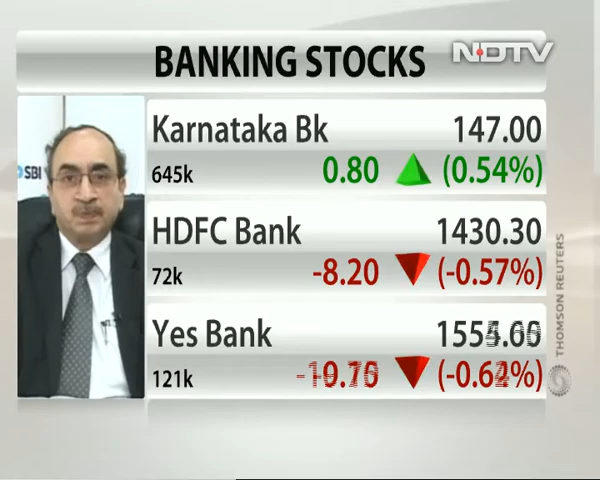 BANKING STOCKS
NDTV
SBI
Karnataka Bk 147.00
645k 0.80 (0.54%)
HDFC Bank 1430.30
72k -8.20 (-0.57%)
Yes Bank
121k
THOMSON REUTERS